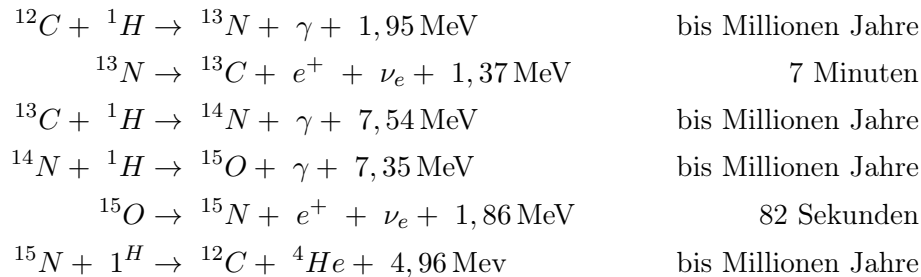 ¹²C + ¹H → ¹³N + γ + 1,95 MeV bis Millionen Jahre
¹³N → ¹³C + e⁺ + νₑ + 1,37 MeV 7 Minuten
¹³C + ¹H → ¹⁴N + γ + 7,54 MeV bis Millionen Jahre
¹⁴N + ¹H → ¹⁵O + γ + 7,35 MeV bis Millionen Jahre
¹⁵O → ¹⁵N + e⁺ + νₑ + 1,86 MeV 82 Sekunden
¹⁵N + 1ᴴ → ¹²C + ⁴He + 4,96 Mev bis Millionen Jahre